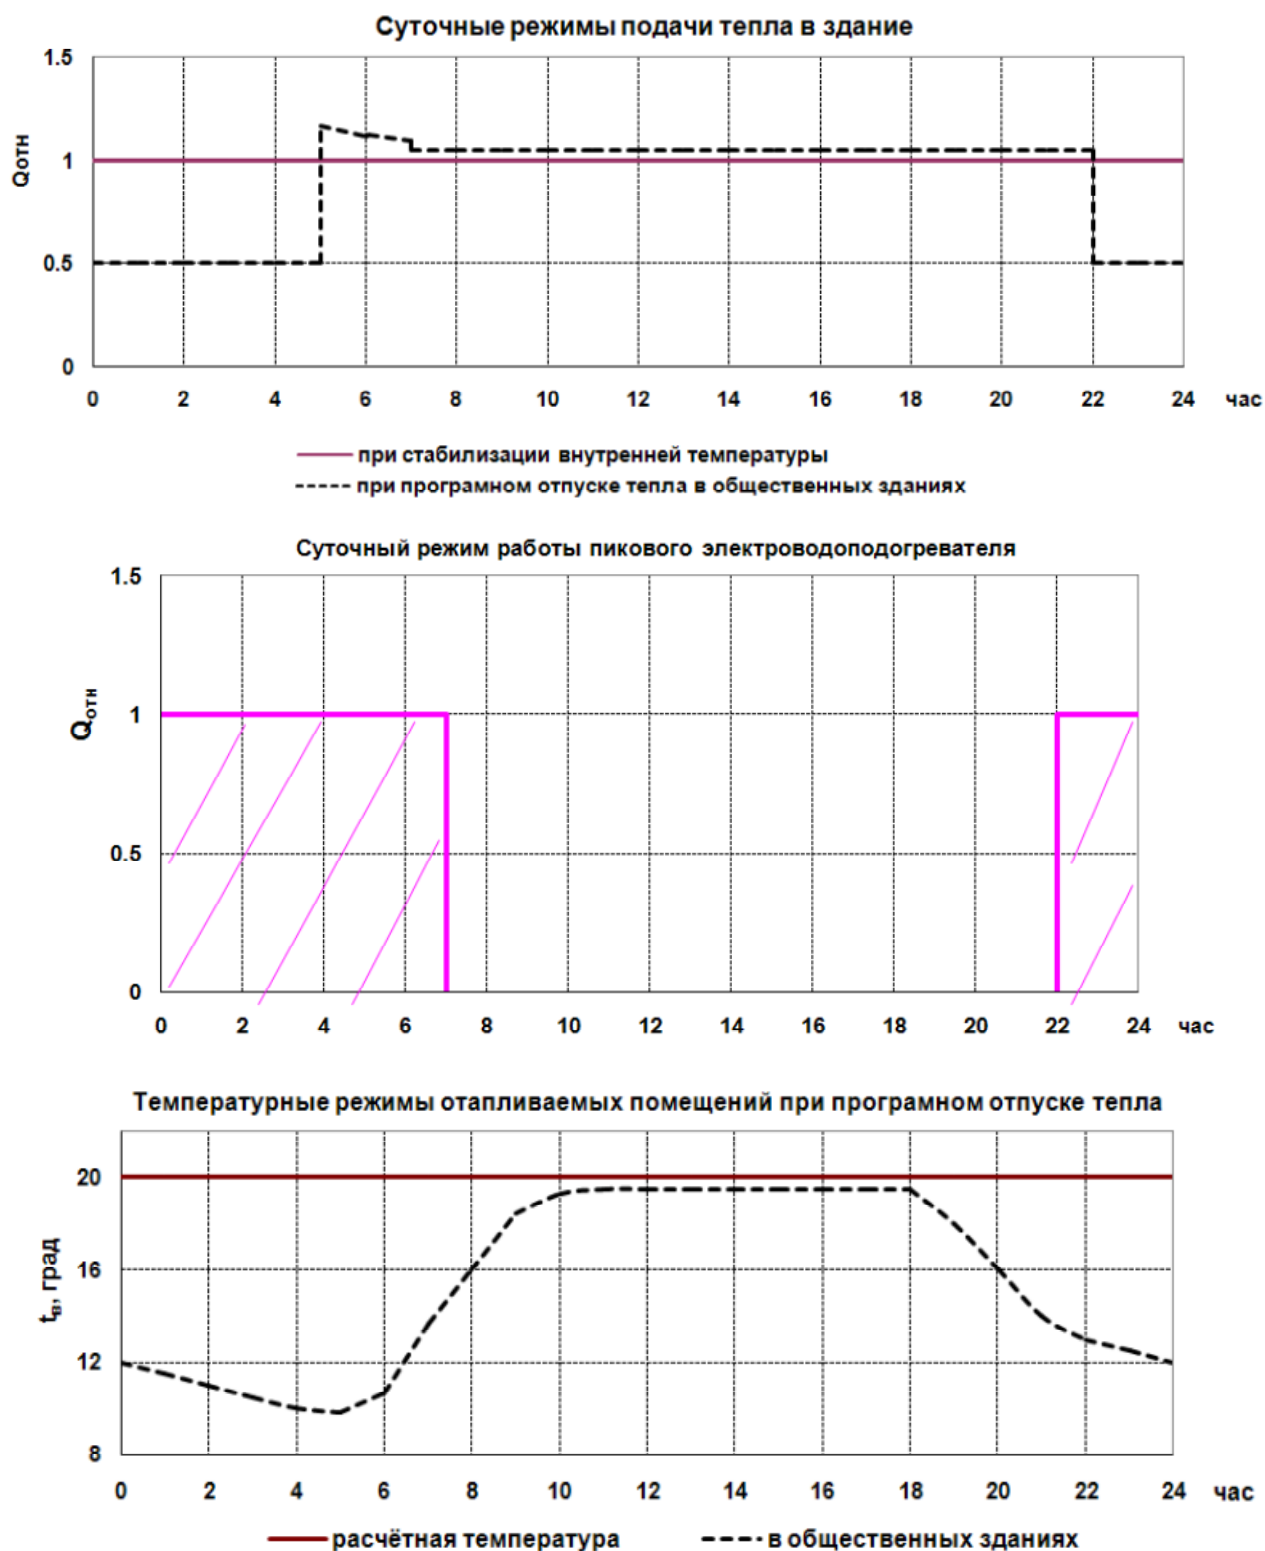 Суточные режимы подачи тепла в здание
1.5
1
0.5
0
Qотн
0 2 4 6 8 10 12 14 16 18 20 22 24 час
при стабилизации внутренней температуры
при програмном отпуске тепла в общественных зданиях
Суточный режим работы пикового электроводоподогревателя
1.5
1
0.5
0
Qотн
0 2 4 6 8 10 12 14 16 18 20 22 24 час
Температурные режимы отапливаемых помещений при програмном отпуске тепла
20
16
12
8
tв, град
0 2 4 6 8 10 12 14 16 18 20 22 24 час
расчётная температура в общественных зданиях